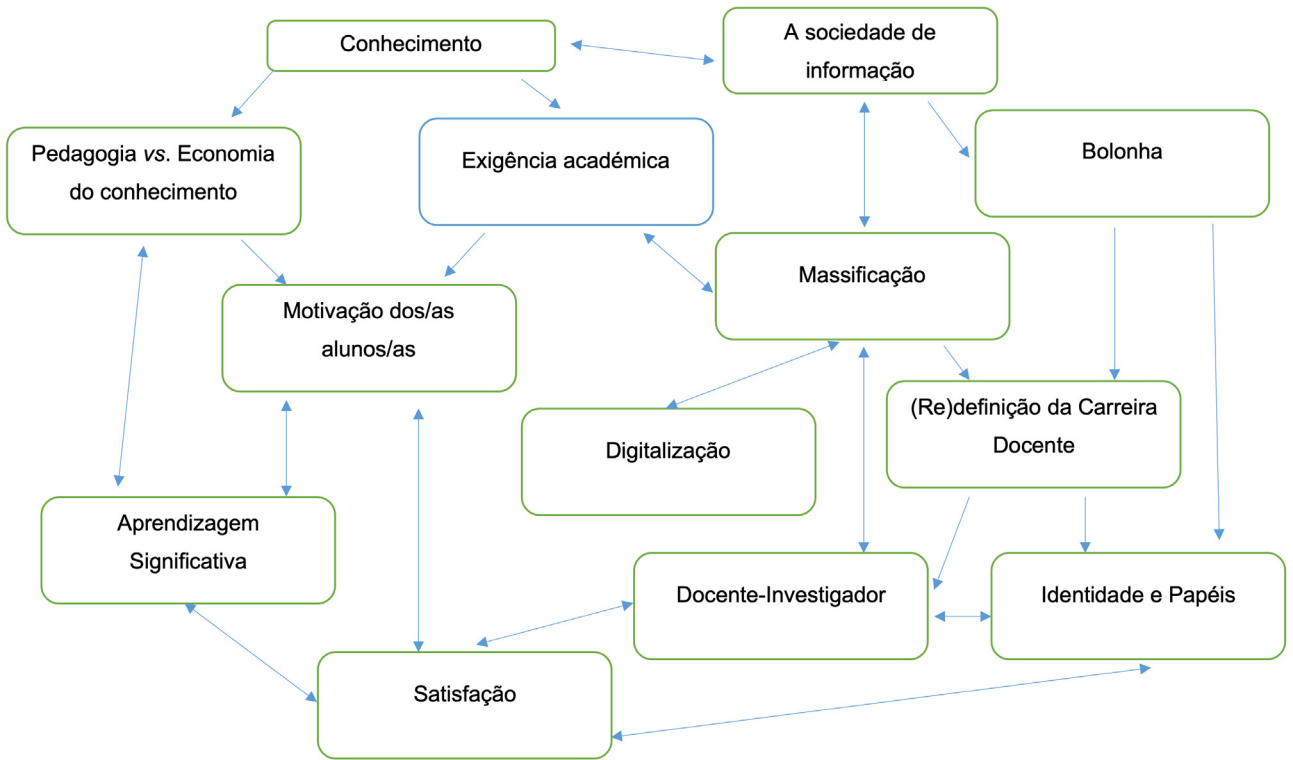 Conhecimento
A sociedade de
informação
Pedagogia vs. Economia
do conhecimento
Exigência académica
Bolonha
Massificação
Motivação dos/as
alunos/as
(Re)definição da Carreira
Docente
Digitalização
Aprendizagem
Significativa
Docente-Investigador
Identidade e Papéis
Satisfação